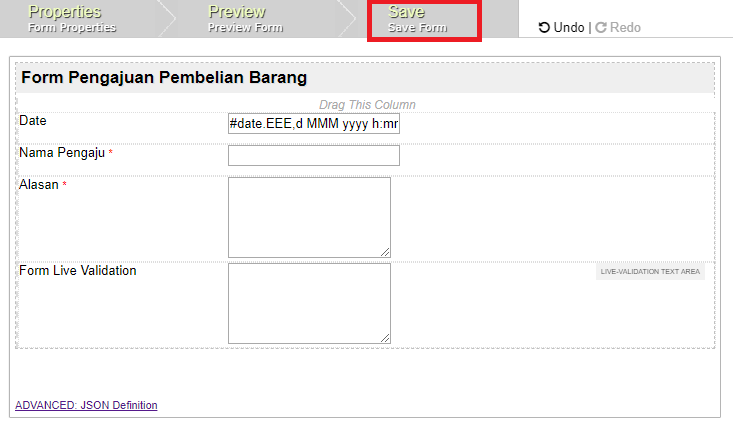 Properties
Form Properties
Preview
Preview Form
Save
Save Form
Undo | Redo
Form Pengajuan Pembelian Barang
Drag This Column
Date
#date.EEE,d MMM yyyy h:mr
Nama Pengaju *
Alasan *
Form Live Validation
LIVE-VALIDATION TEXT AREA
ADVANCED: JSON Definition